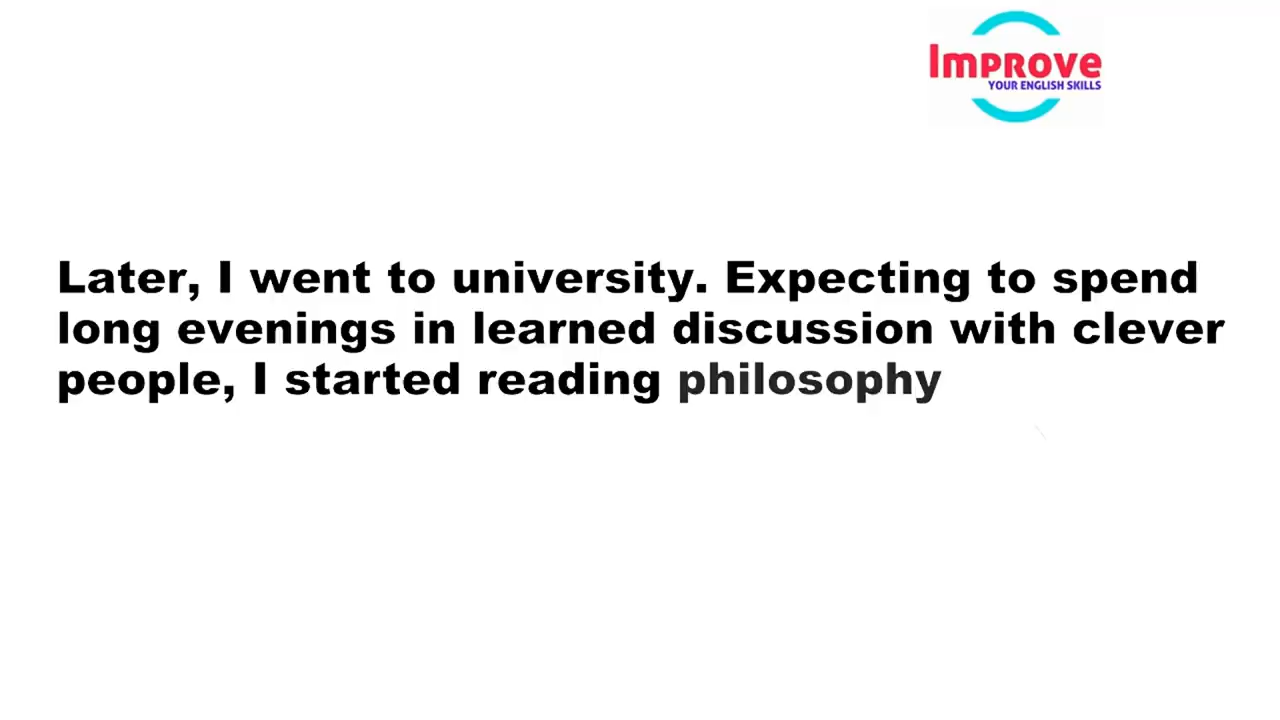 Improve
YOUR ENGLISH SKILLS
Later, I went to university. Expecting to spend
long evenings in learned discussion with clever
people, I started reading philosophy